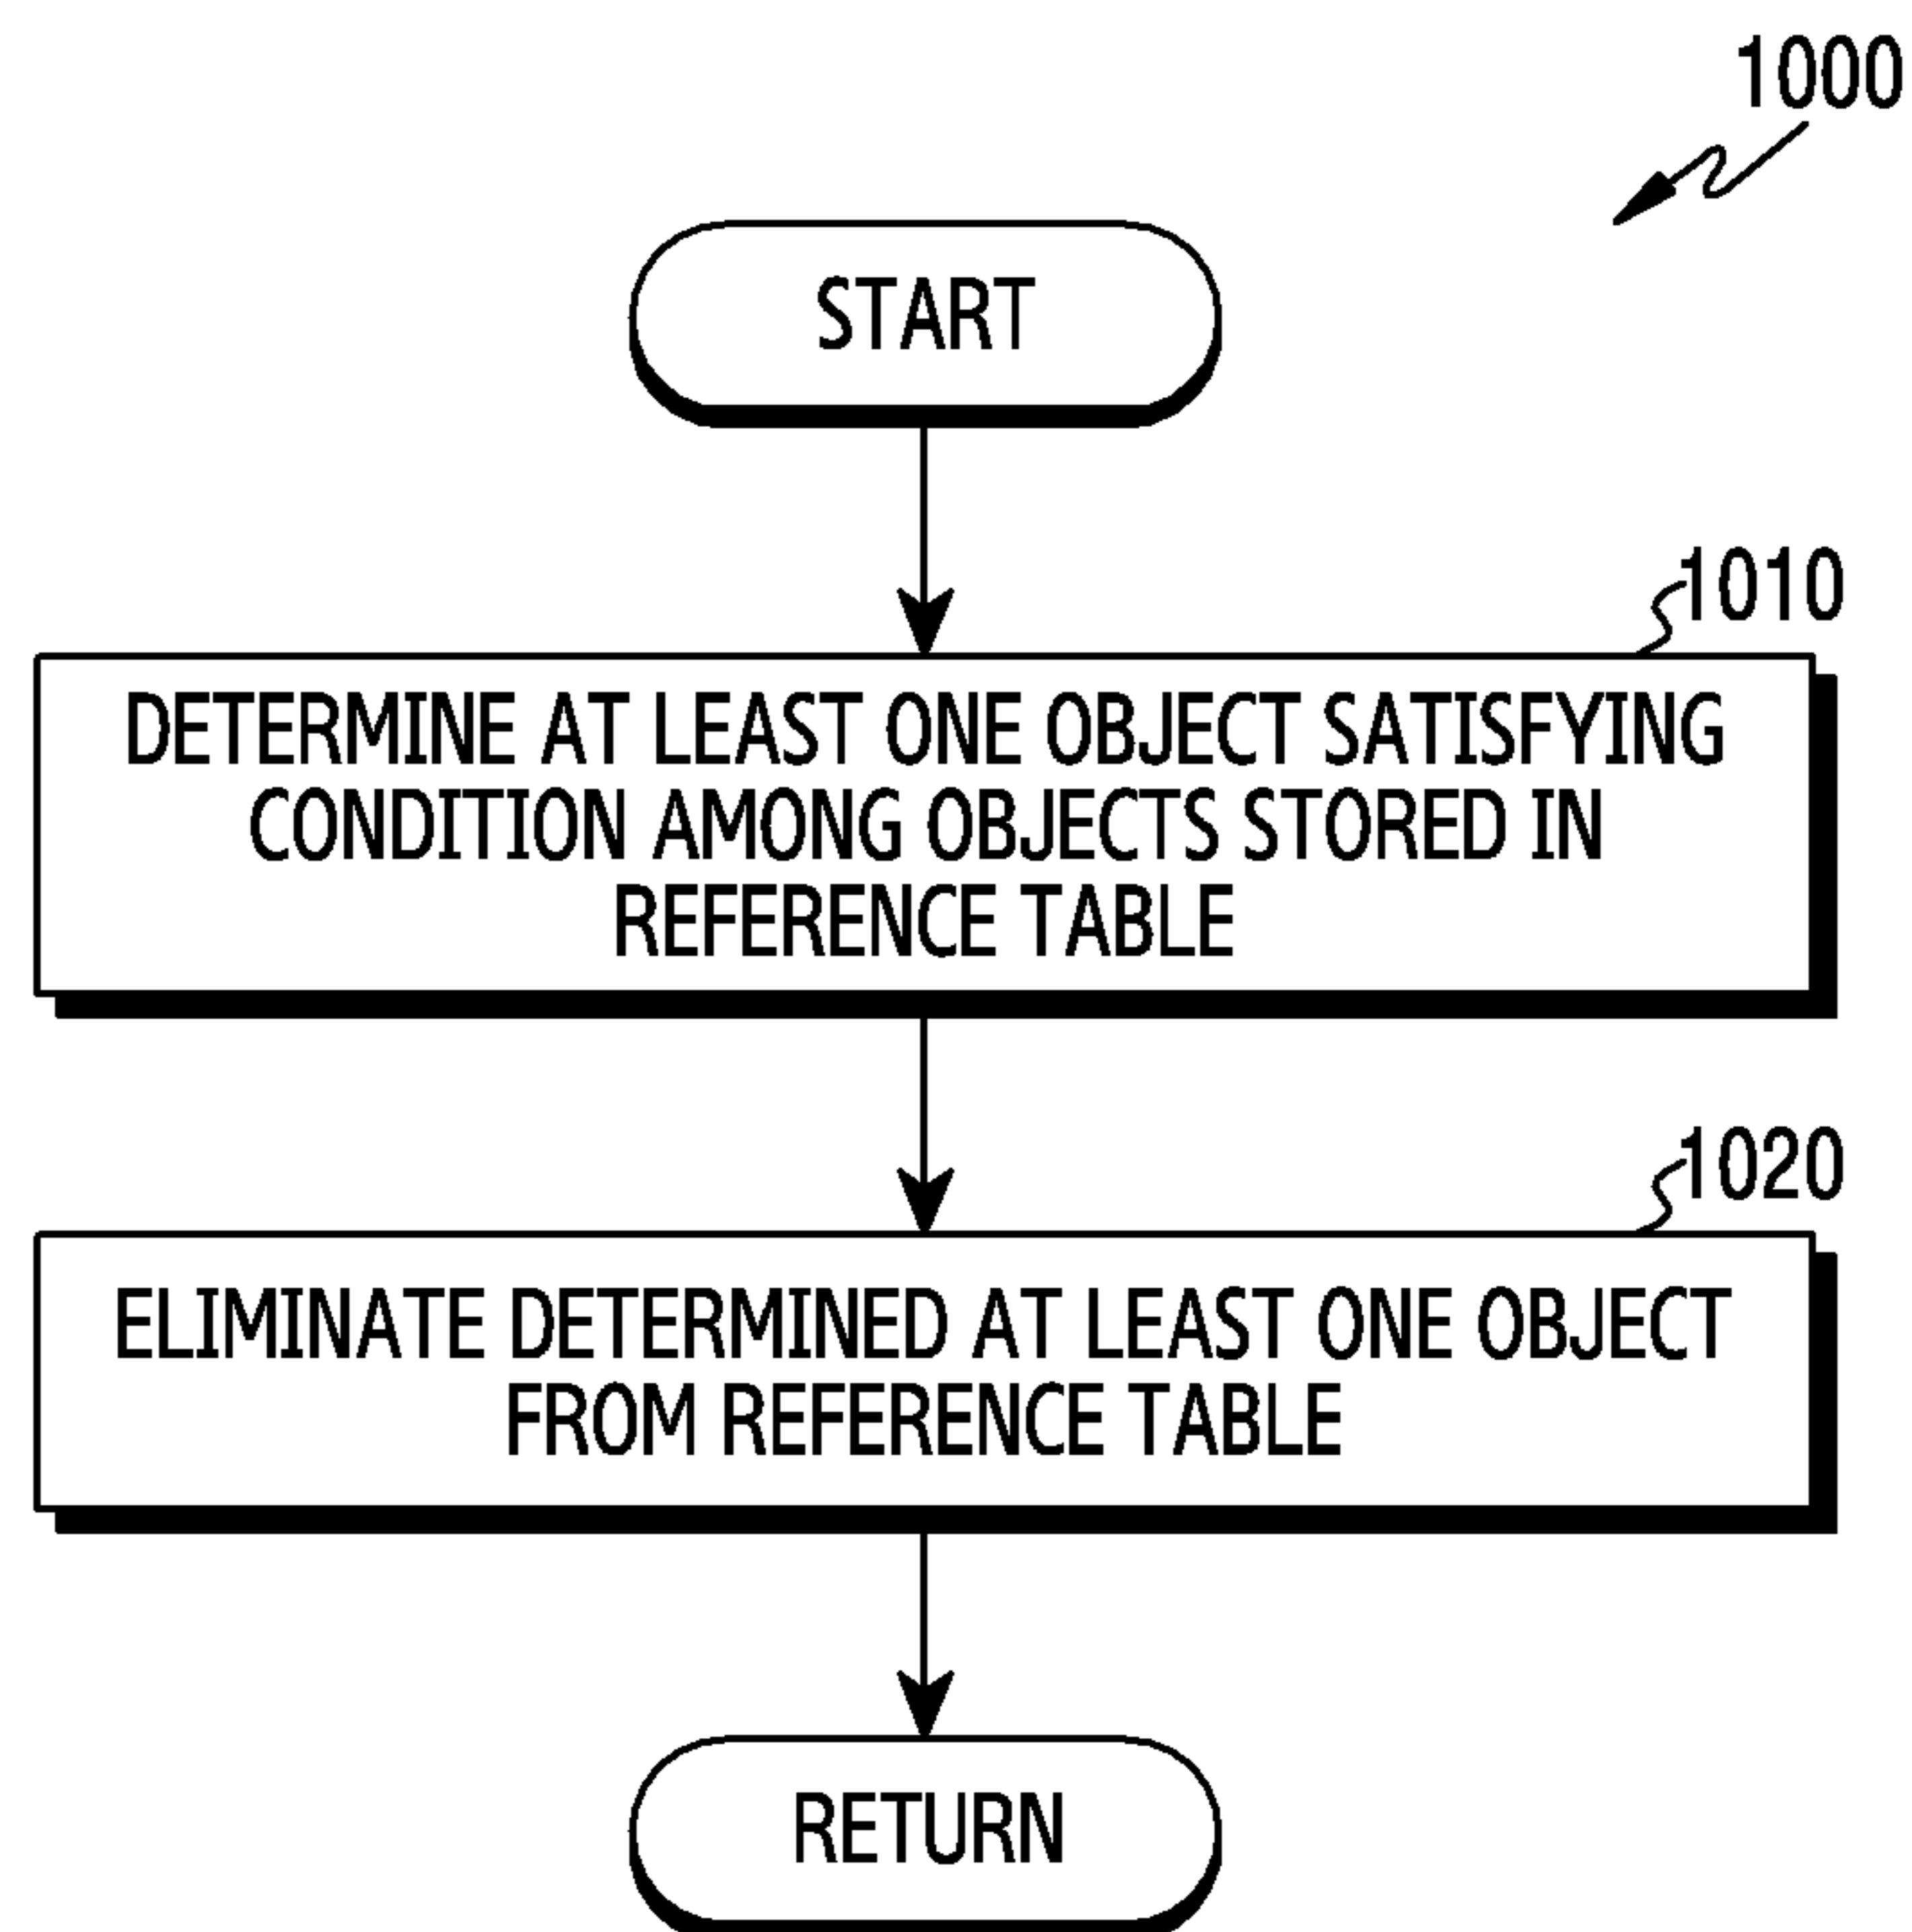 1000
START
1010
DETERMINE AT LEAST ONE OBJECT SATISFYING
CONDITION AMONG OBJECTS STORED IN
REFERENCE TABLE
1020
ELIMINATE DETERMINED AT LEAST ONE OBJECT
FROM REFERENCE TABLE
RETURN